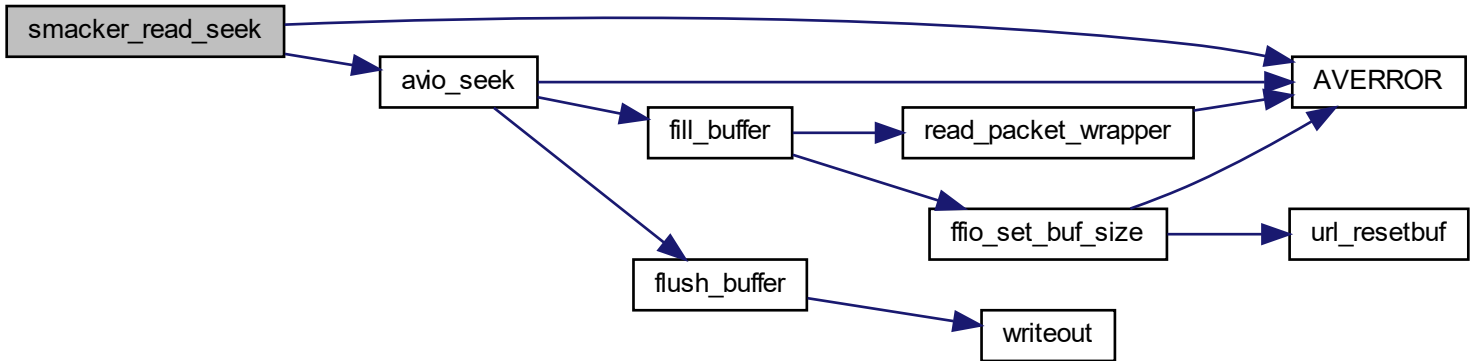 smacker_read_seek
avio_seek
AVERROR
fill_buffer
read_packet_wrapper
ffio_set_buf_size
url_resetbuf
flush_buffer
writeout